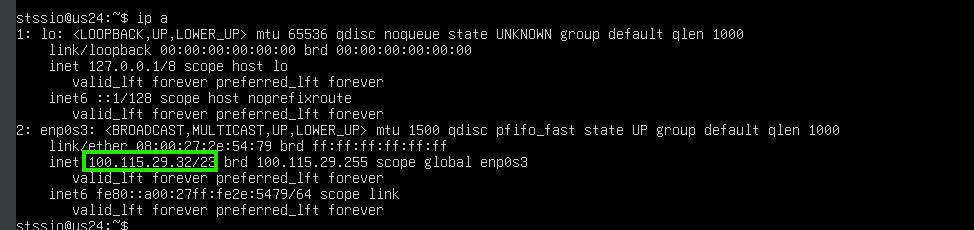 stssio@us24:~$ ip a
1: lo: <LOOPBACK,UP,LOWER_UP> mtu 65536 qdisc noqueue state UNKNOWN group default qlen 1000
link/loopback 00:00:00:00:00:00 brd 00:00:00:00:00:00
inet 127.0.0.1/8 scope host lo
valid_lft forever preferred_lft forever
inet6 ::1/128 scope host noprefixroute
valid_lft forever preferred_lft forever
2: enp0s3: <BROADCAST,MULTICAST,UP,LOWER_UP> mtu 1500 qdisc pfifo_fast state UP group default qlen 1000
link/ether 08:00:27:2e:54:79 brd ff:ff:ff:ff:ff:ff
inet 100.115.29.32/23 brd 100.115.29.255 scope global enp0s3
valid_lft forever preferred_lft forever
inet6 fe80::a00:27ff:fe2e:5479/64 scope link
valid_lft forever preferred_lft forever
stssio@us24:~$